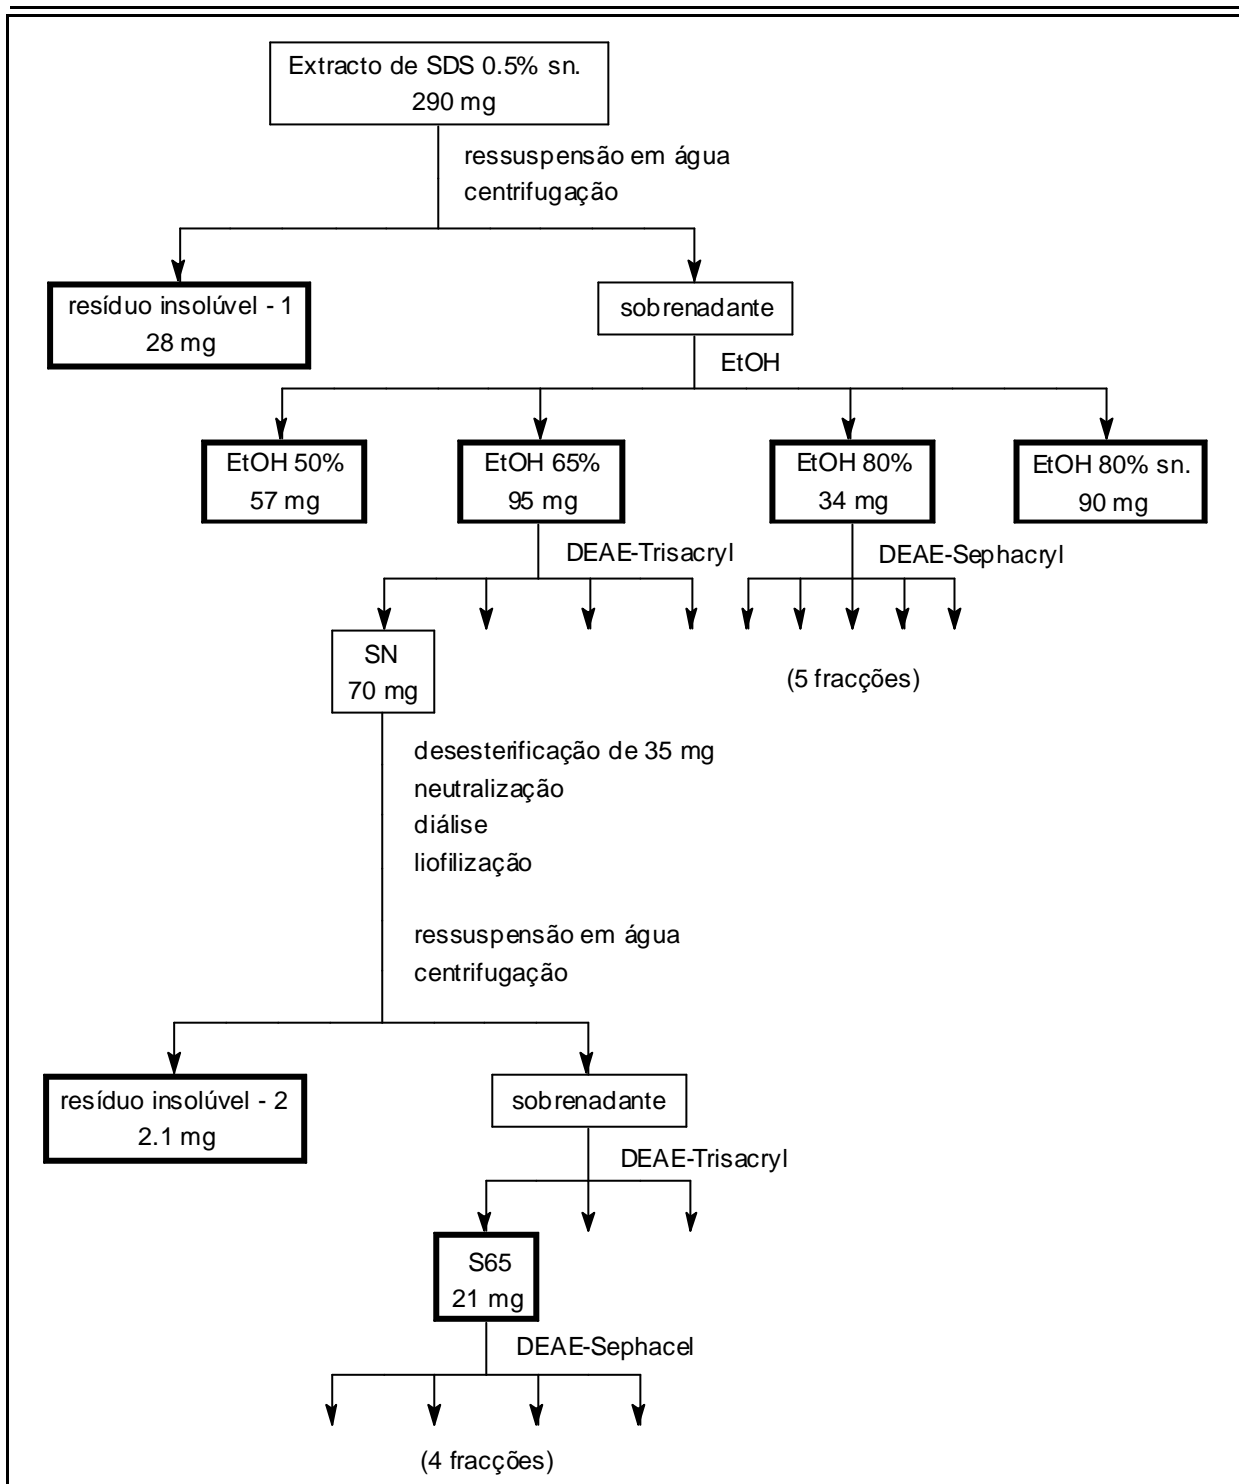 Extracto de SDS 0.5% sn.
290 mg
ressuspensão em água
centrifugação
resíduo insolúvel - 1
28 mg
sobrenadante
EtOH
EtOH 50%
57 mg
EtOH 65%
95 mg
EtOH 80%
34 mg
EtOH 80% sn.
90 mg
DEAE-Trisacryl
DEAE-Sephacryl
SN
70 mg
(5 fracções)
desesterificação de 35 mg
neutralização
diálise
liofilização
ressuspensão em água
centrifugação
resíduo insolúvel - 2
2.1 mg
sobrenadante
DEAE-Trisacryl
S65
21 mg
DEAE-Sephacel
(4 fracções)